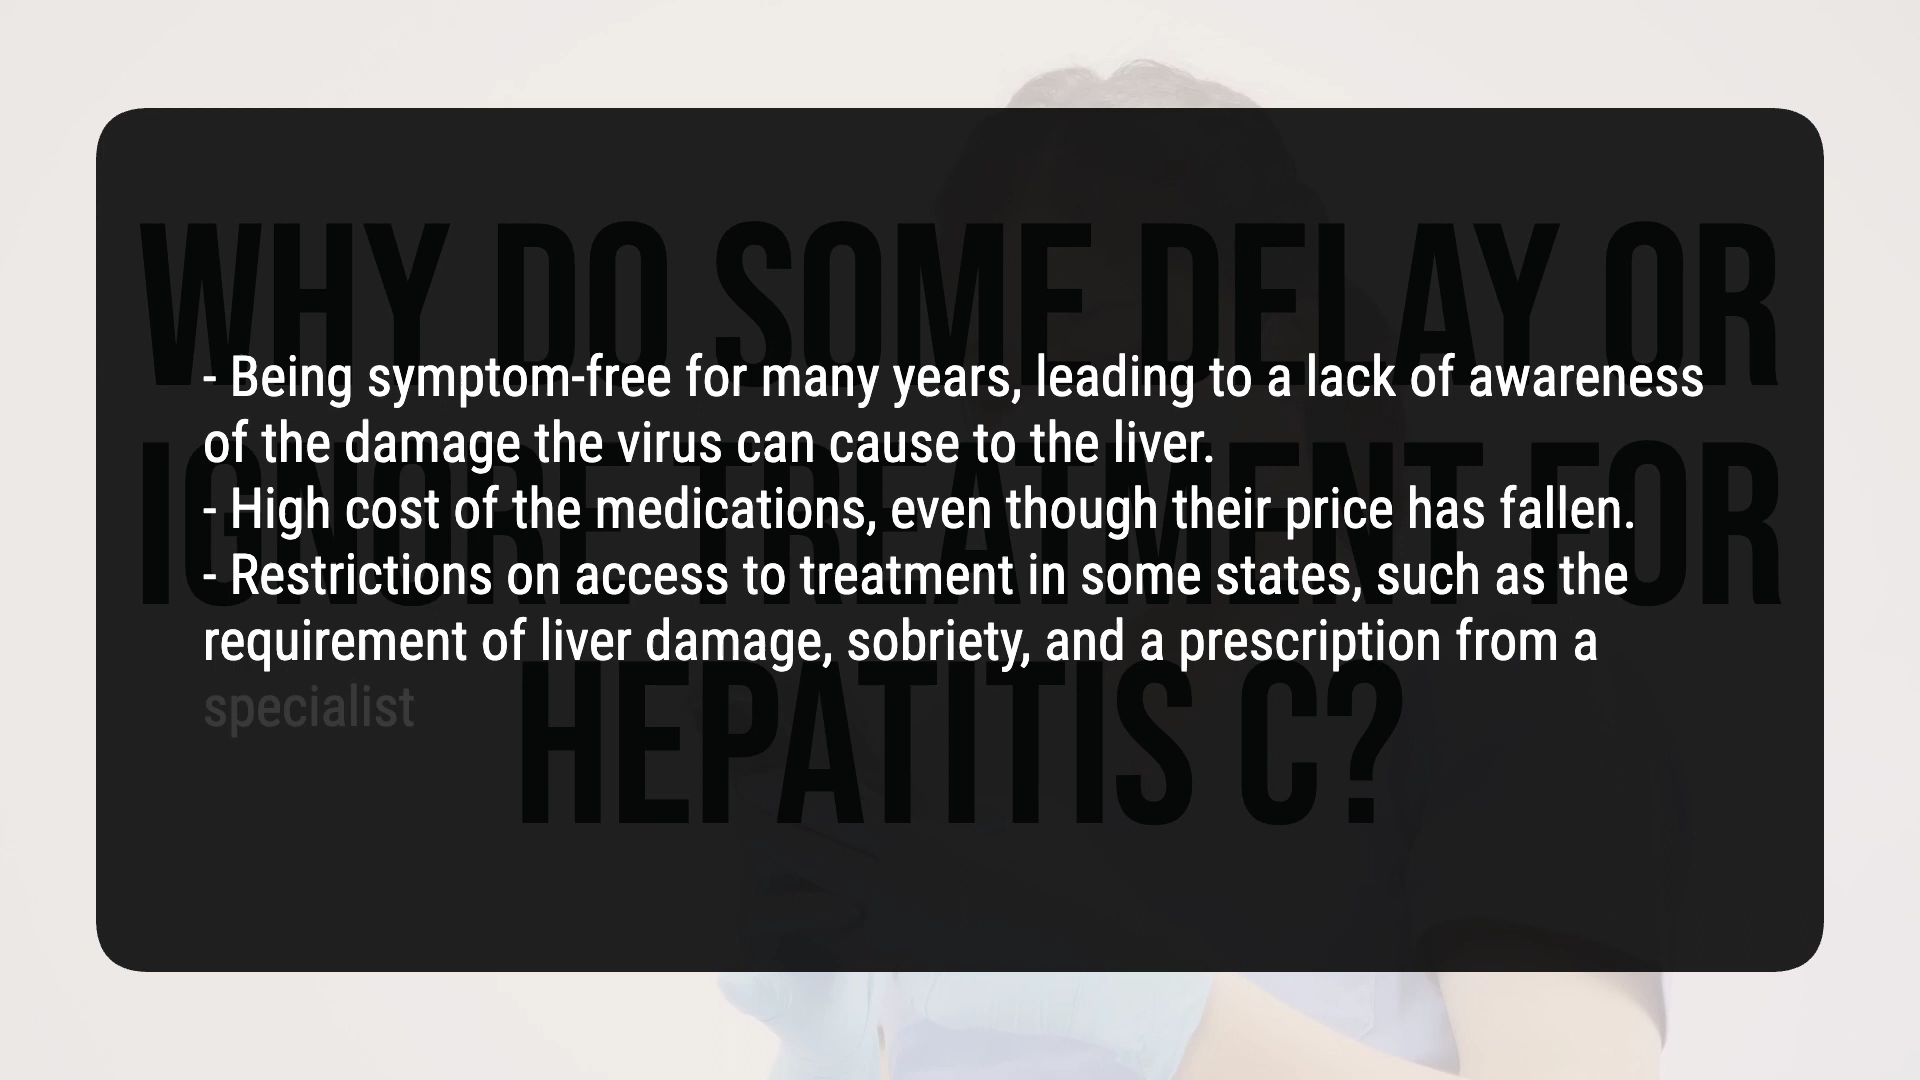 WHY DO SOME DELAY OR
IGNORE TREATMENT FOR
HEPATITIS C?
- Being symptom-free for many years, leading to a lack of awareness
of the damage the virus can cause to the liver.
- High cost of the medications, even though their price has fallen.
- Restrictions on access to treatment in some states, such as the
requirement of liver damage, sobriety, and a prescription from a
specialist